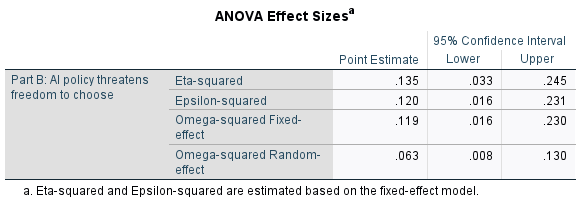 ANOVA Effect Sizesa
95% Confidence Interval
Point Estimate Lower Upper
Part B: AI policy threatens freedom to choose Eta-squared .135 .033 .245
Epsilon-squared .120 .016 .231
Omega-squared Fixed-effect .119 .016 .230
Omega-squared Random-effect .063 .008 .130
a. Eta-squared and Epsilon-squared are estimated based on the fixed-effect model.